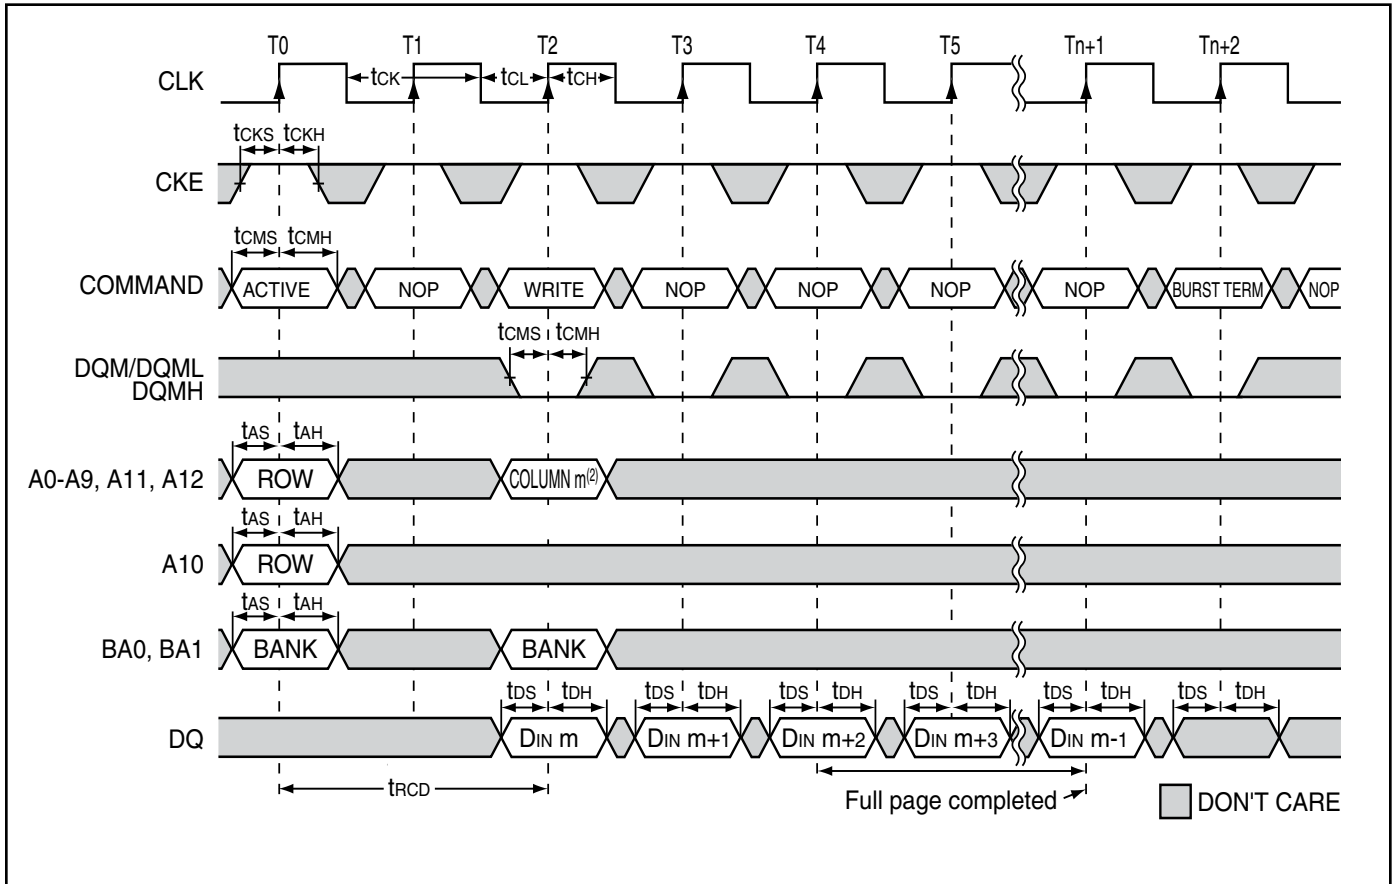 T0 T1 T2 T3 T4 T5 Tn+1 Tn+2
CLK
tCK tCL tCH
tCKS tCKH
CKE
tCMS tCMH
COMMAND ACTIVE NOP WRITE NOP NOP NOP NOP BURST TERM NOP
tCMS tCMH
DQM/DQML
DQMH
tAS tAH
A0-A9, A11, A12 ROW COLUMN m(2)
tAS tAH
A10 ROW
tAS tAH
BA0, BA1 BANK BANK
tDS tDH tDS tDH tDS tDH tDS tDH tDS tDH tDS tDH
DQ DIN m DIN m+1 DIN m+2 DIN m+3 DIN m-1
tRCD
Full page completed
DON'T CARE